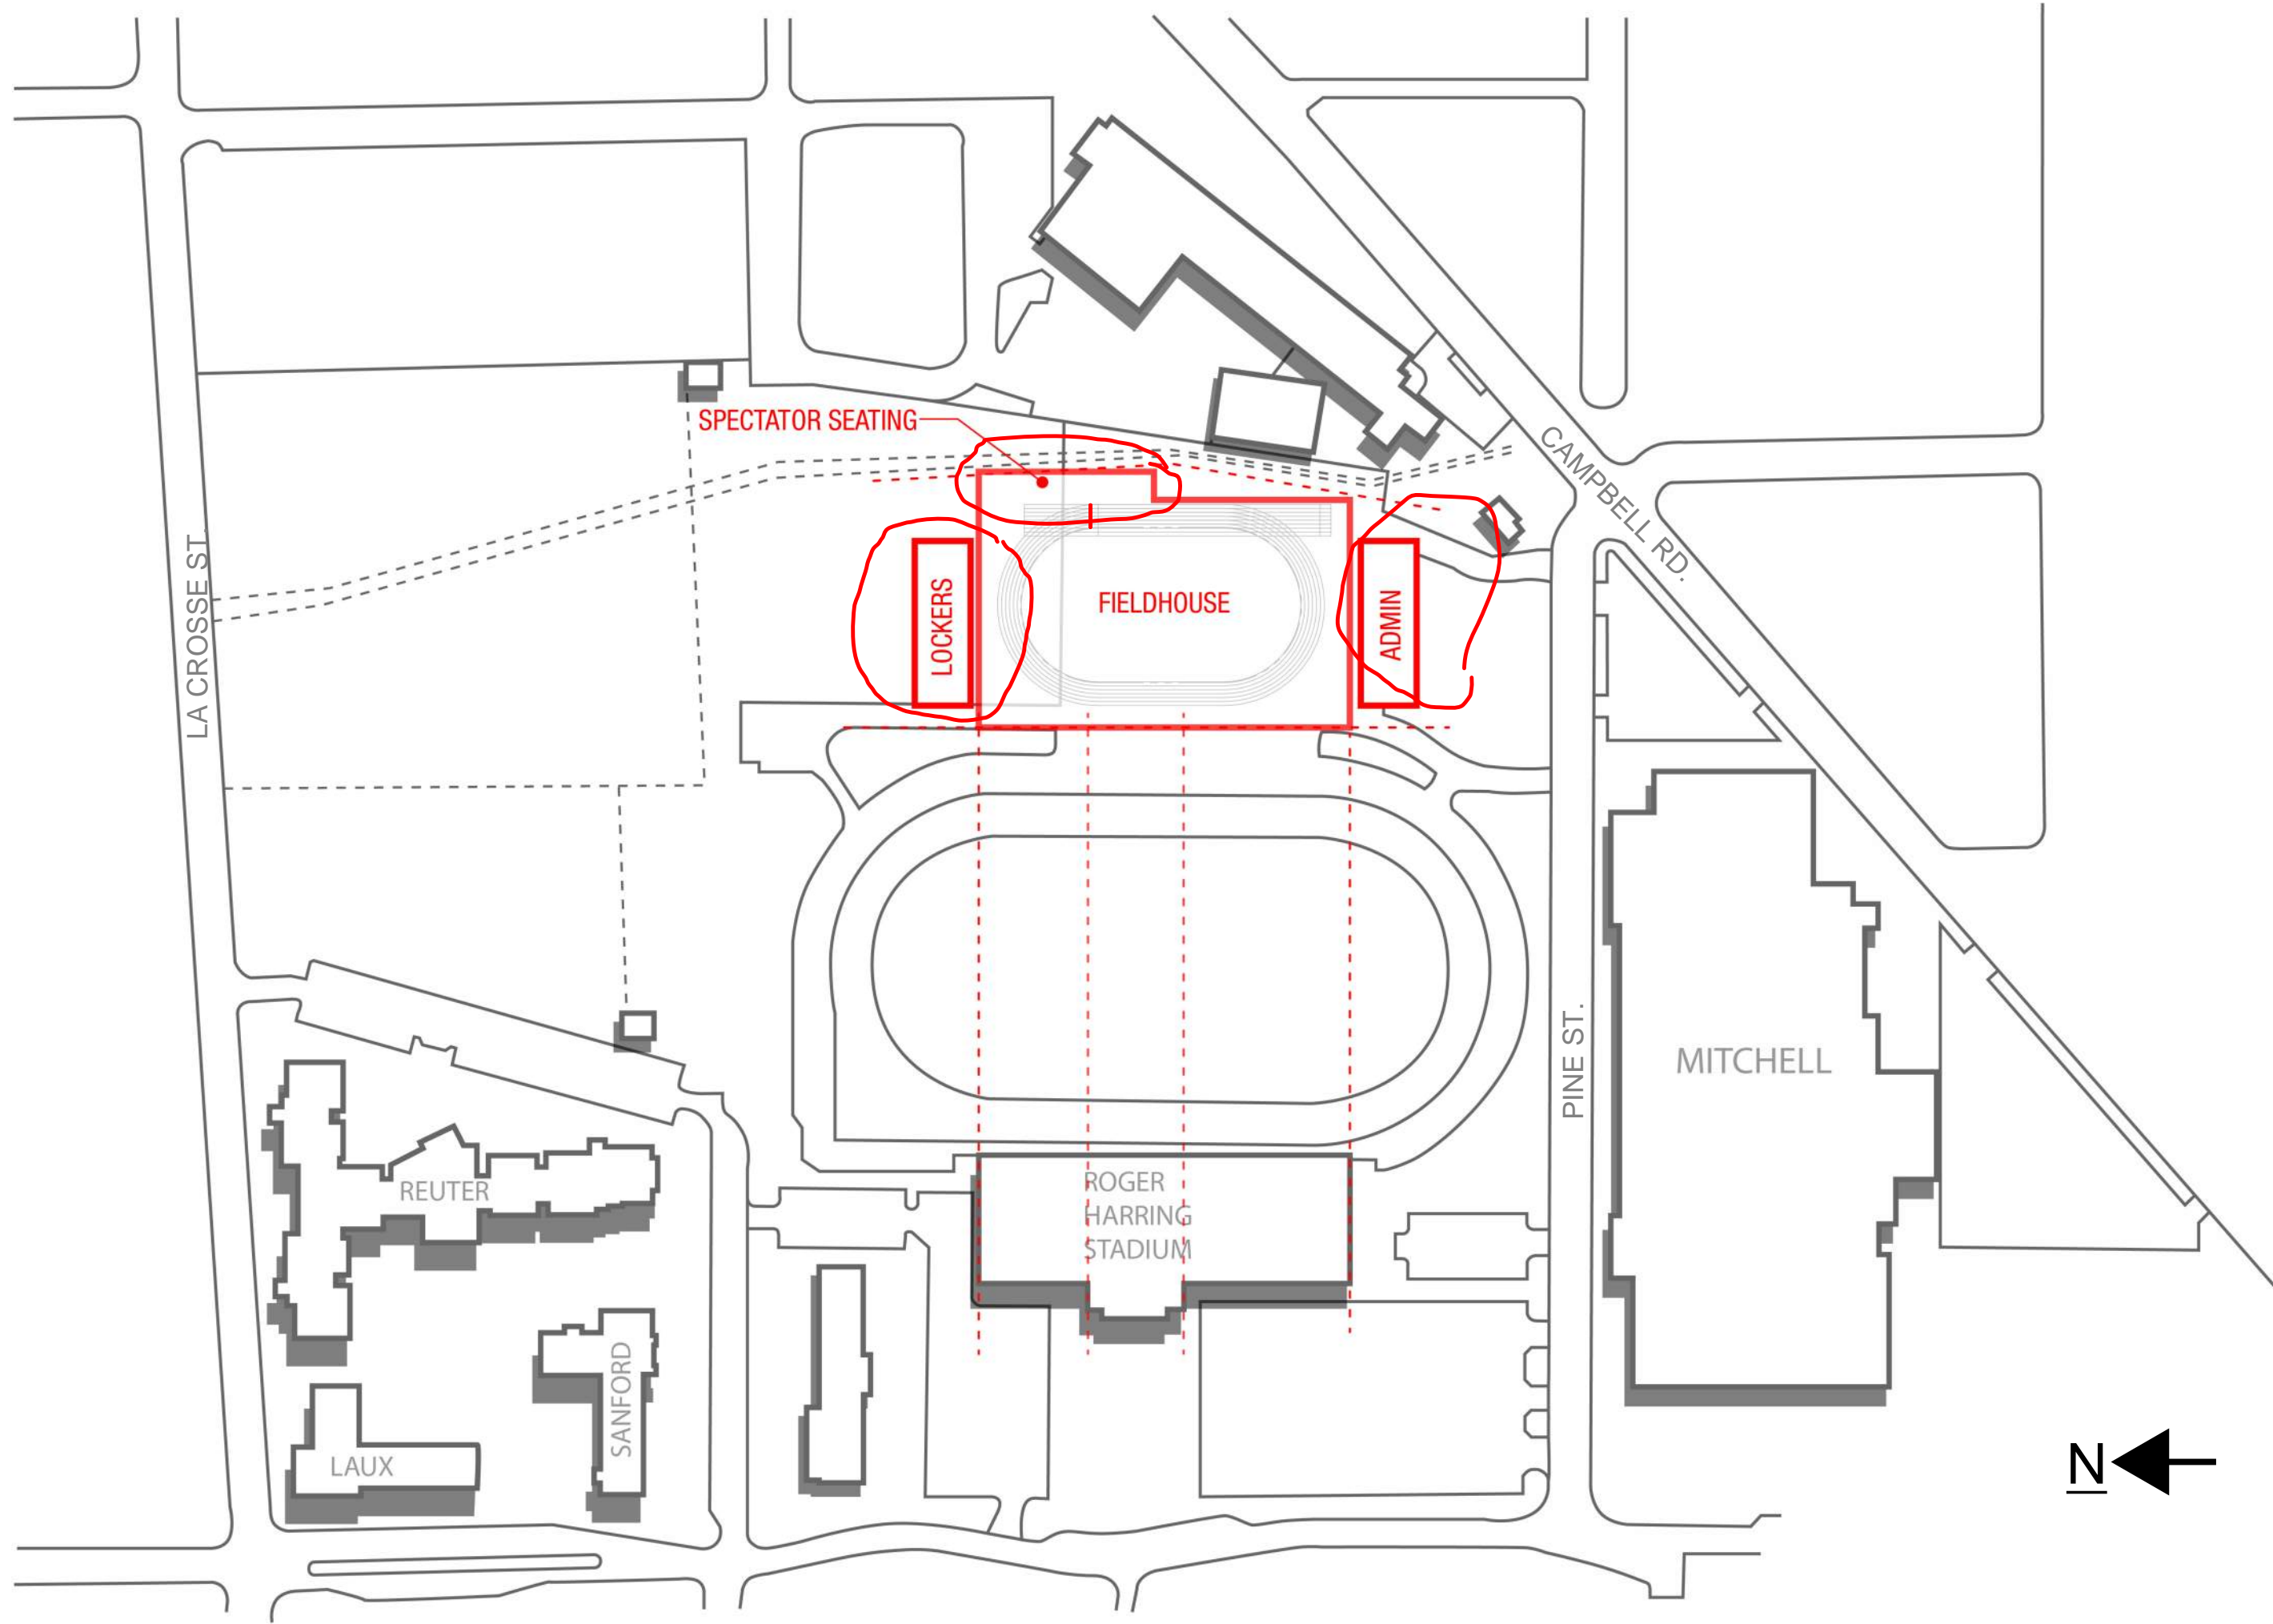 SPECTATOR SEATING
CAMPBELL RD.
LA CROSSE ST.
LOCKERS
FIELDHOUSE
ADMIN
MITCHELL
PINE ST.
REUTER
ROGER
HARRING
STADIUM
SANFORD
LAUX
N